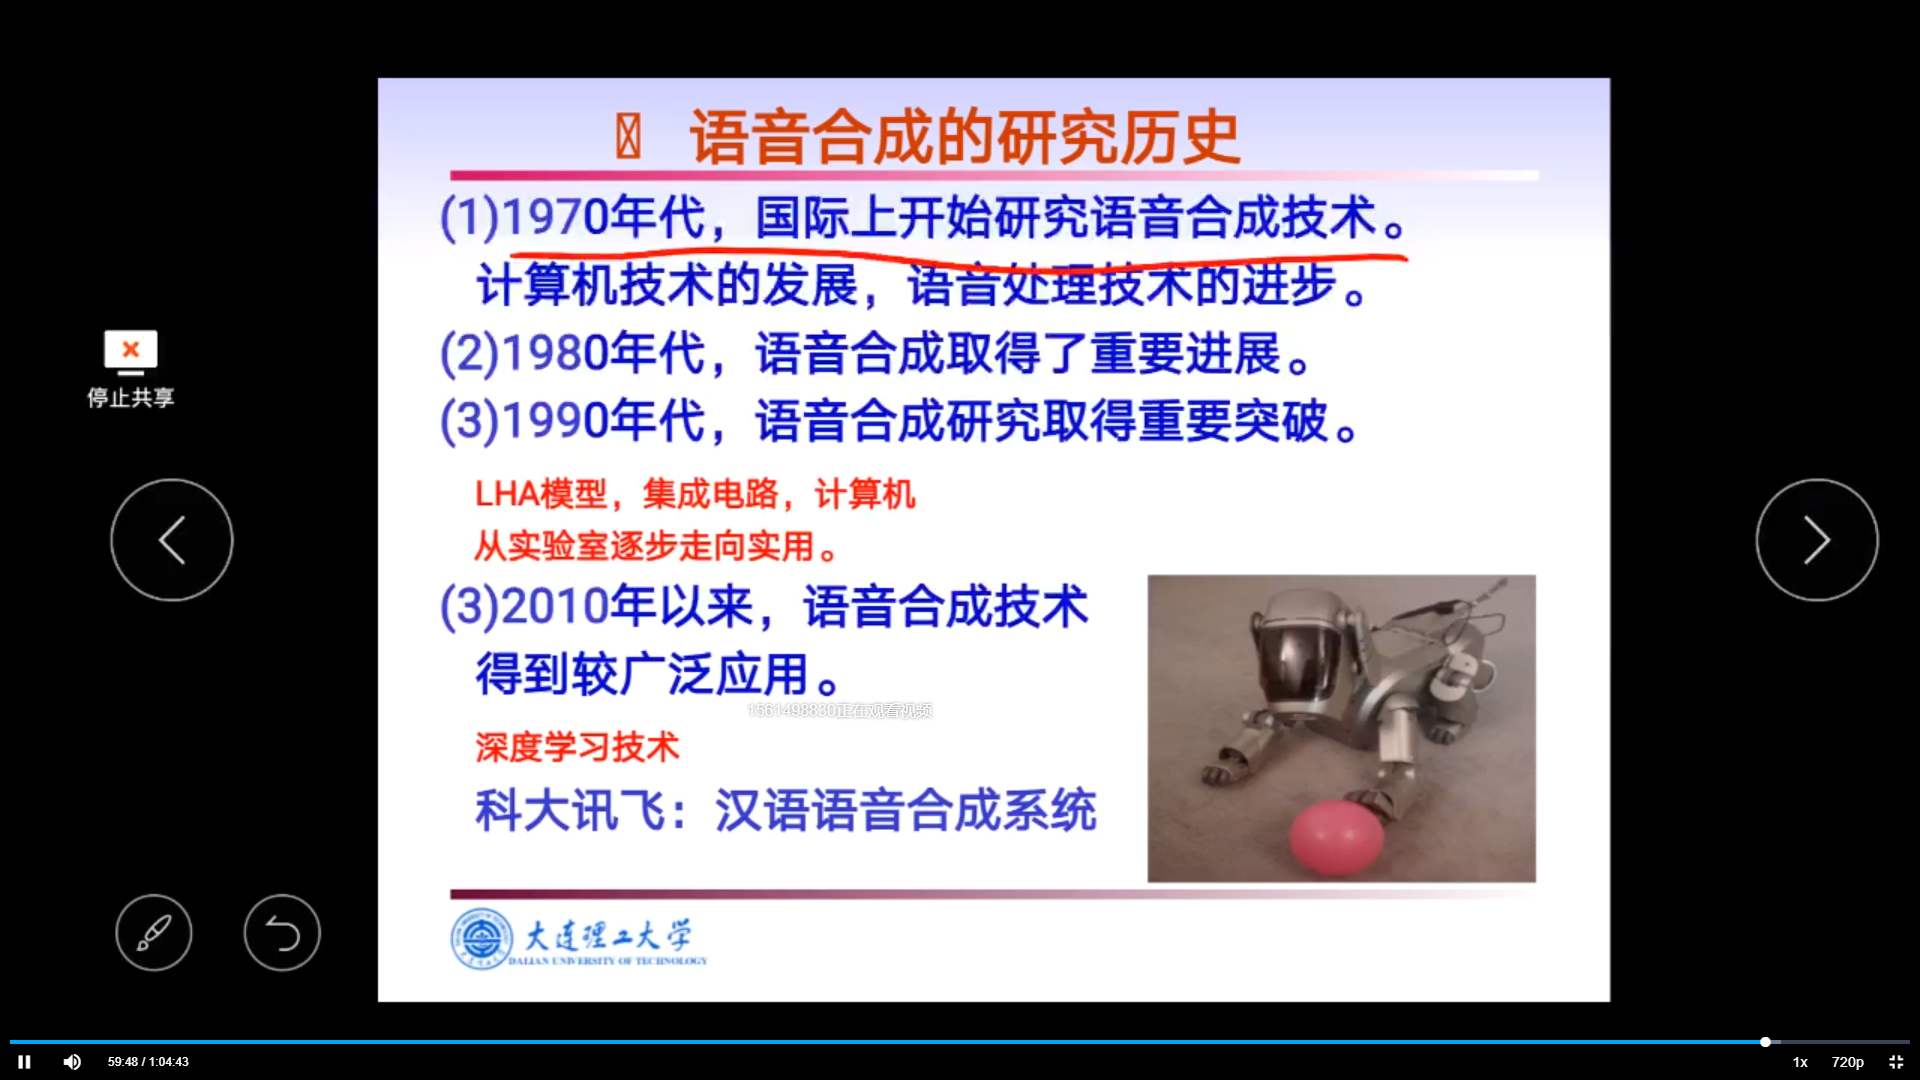 语音合成的研究历史
(1)1970年代，国际上开始研究语音合成技术。
计算机技术的发展，语音处理技术的进步。
(2)1980年代，语音合成取得了重要进展。
(3)1990年代，语音合成研究取得重要突破。
LHA模型，集成电路，计算机
从实验室逐步走向实用。
(3)2010年以来，语音合成技术
得到较广泛应用。
1561498830正在观看视频
深度学习技术
科大讯飞：汉语语音合成系统
停止共享
大连理工大学
DALIAN UNIVERSITY OF TECHNOLOGY
59:48 / 1:04:43
1x
720p